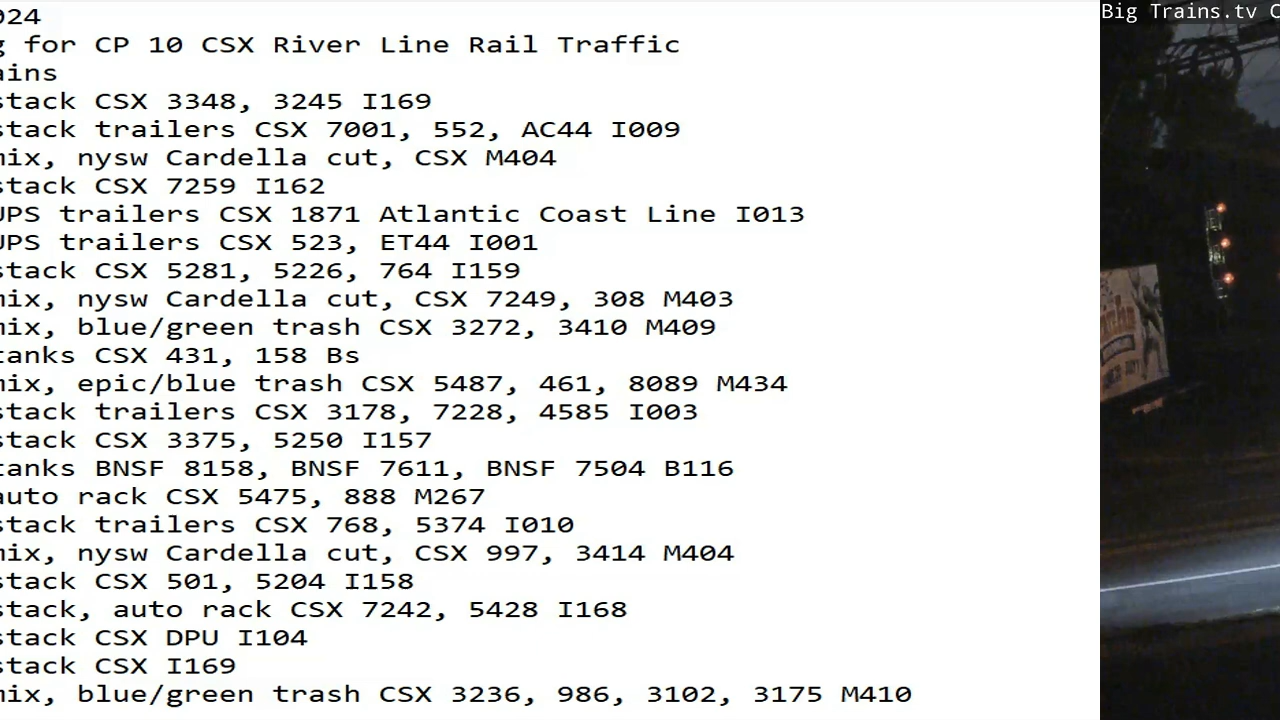 024
g for CP 10 CSX River Line Rail Traffic
ains
stack CSX 3348, 3245 I169
stack trailers CSX 7001, 552, AC44 I009
mix, nysw Cardella cut, CSX M404
stack CSX 7259 I162
UPS trailers CSX 1871 Atlantic Coast Line I013
UPS trailers CSX 523, ET44 I001
stack CSX 5281, 5226, 764 I159
mix, nysw Cardella cut, CSX 7249, 308 M403
mix, blue/green trash CSX 3272, 3410 M409
tanks CSX 431, 158 Bs
mix, epic/blue trash CSX 5487, 461, 8089 M434
stack trailers CSX 3178, 7228, 4585 I003
stack CSX 3375, 5250 I157
tanks BNSF 8158, BNSF 7611, BNSF 7504 B116
auto rack CSX 5475, 888 M267
stack trailers CSX 768, 5374 I010
mix, nysw Cardella cut, CSX 997, 3414 M404
stack CSX 501, 5204 I158
stack, auto rack CSX 7242, 5428 I168
stack CSX DPU I104
stack CSX I169
mix, blue/green trash CSX 3236, 986, 3102, 3175 M410
Big Trains.tv C